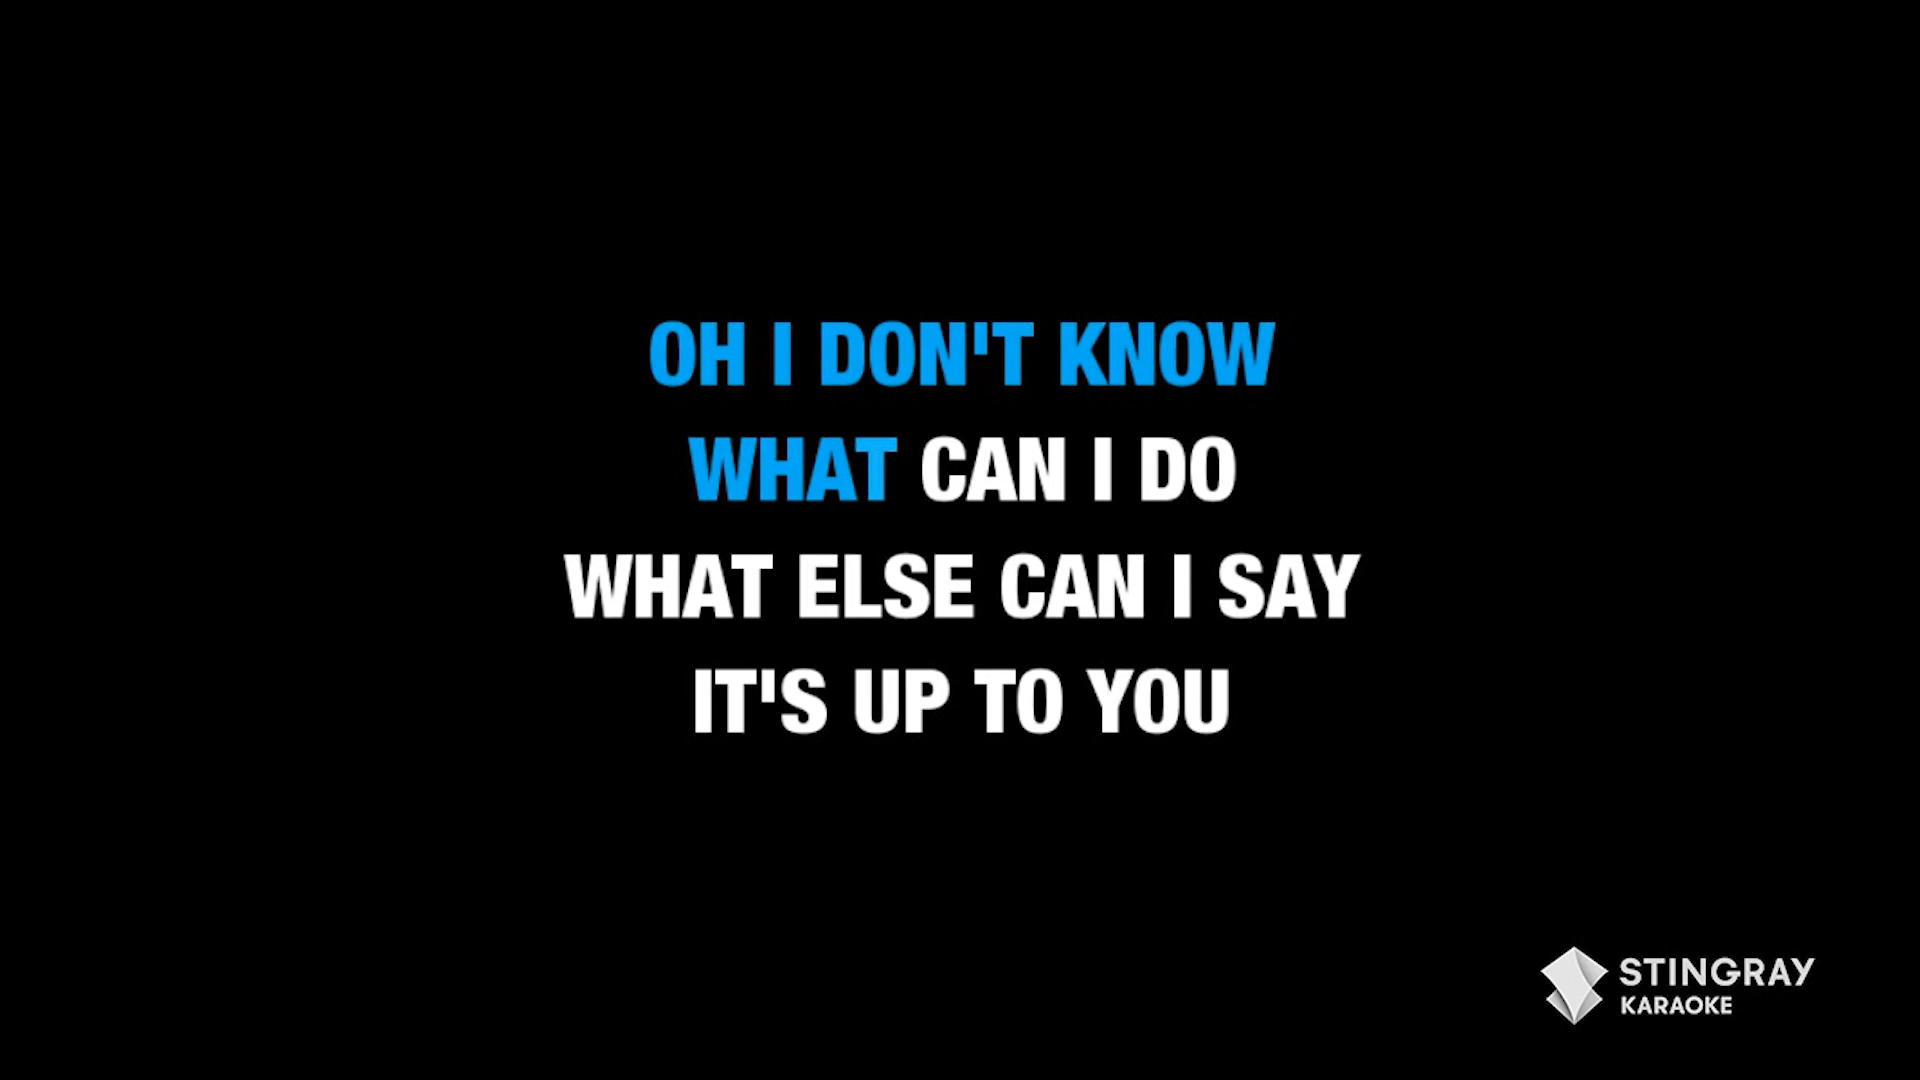 OH I DON'T KNOW
WHAT CAN I DO
WHAT ELSE CAN I SAY
IT'S UP TO YOU
STINGRAY
KARAOKE